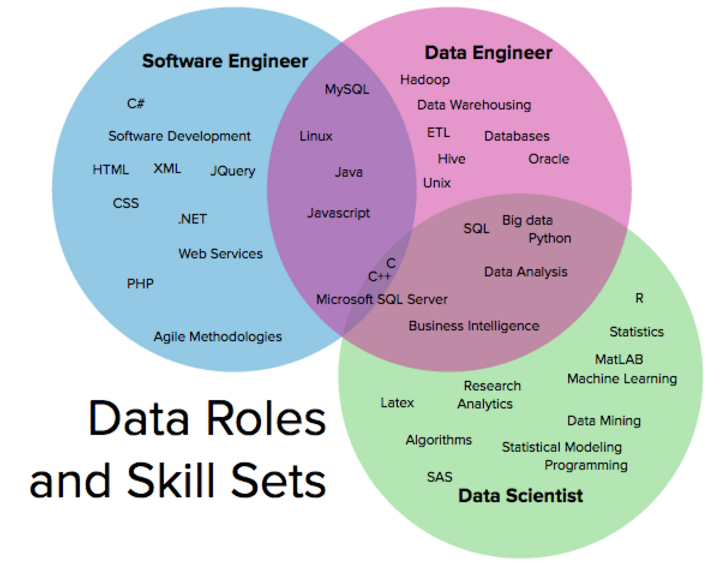 Software Engineer
C#
Software Development
HTML
XML
JQuery
CSS
.NET
Web Services
PHP
Agile Methodologies
MySQL
Linux
Java
Javascript
C
C++
Microsoft SQL Server
Data Engineer
Hadoop
Data Warehousing
ETL
Databases
Hive
Oracle
Unix
SQL
Big data
Python
Data Analysis
Business Intelligence
R
Statistics
MatLAB
Machine Learning
Research
Analytics
Latex
Data Mining
Algorithms
Statistical Modeling
Programming
SAS
Data Scientist
Data Roles
and Skill Sets